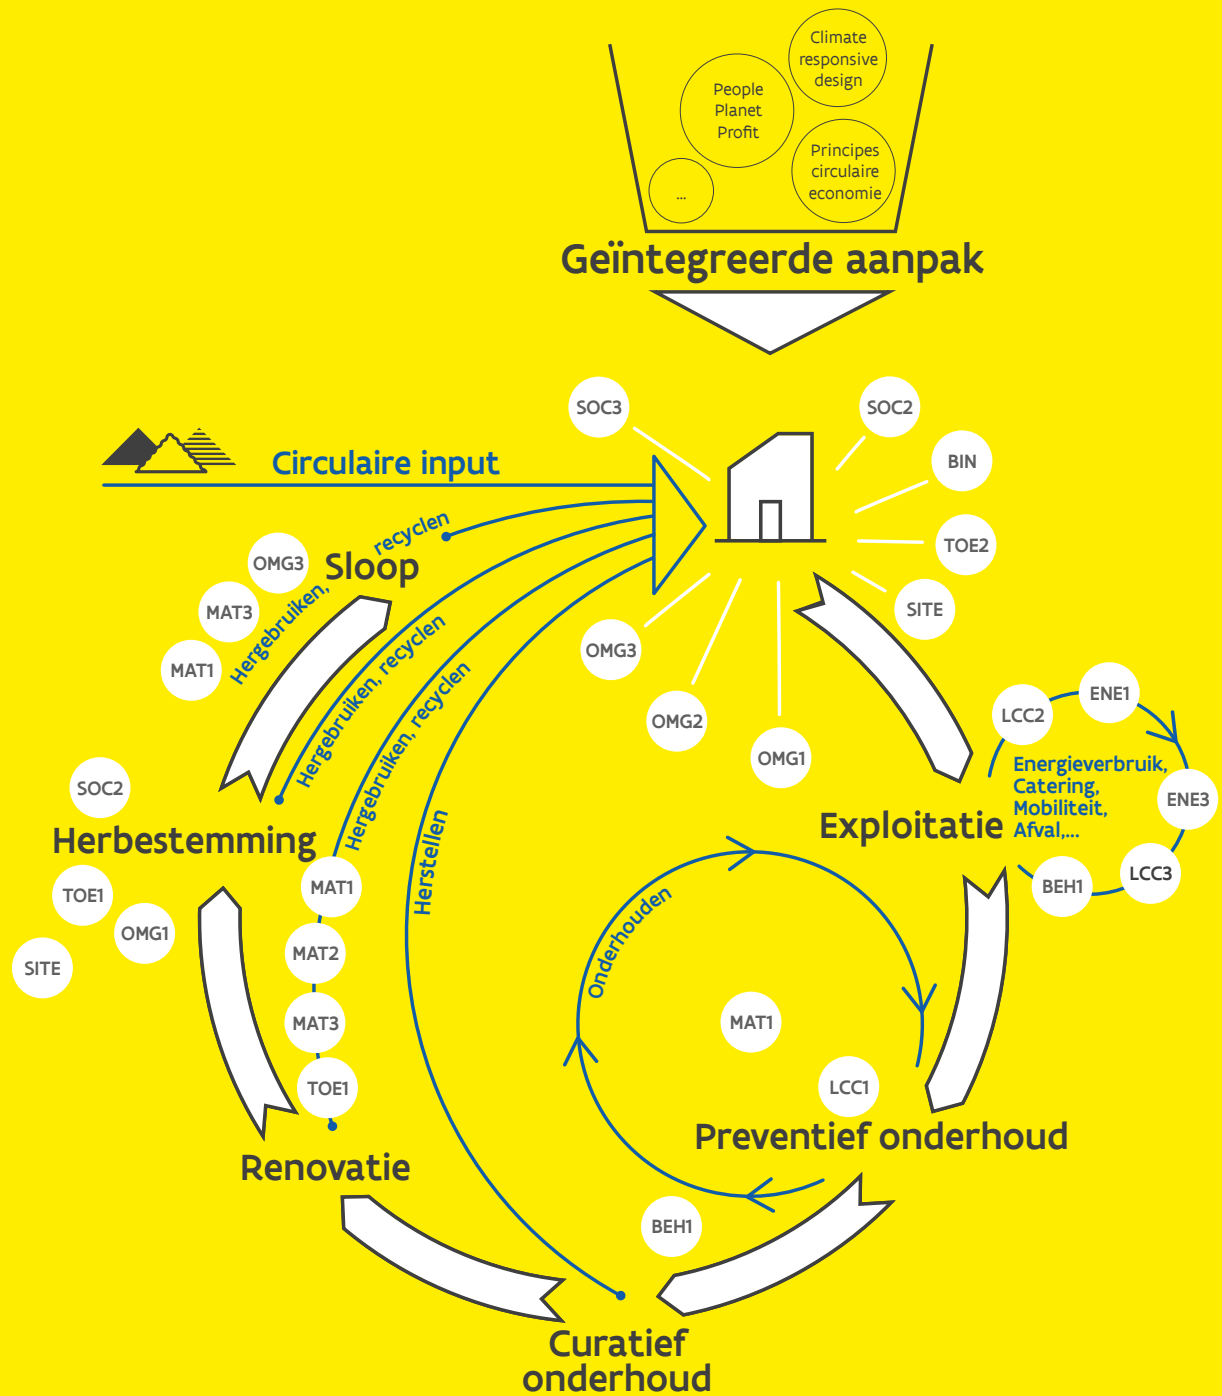 Climate
responsive
design
People
Planet
Profit
Principes
circulaire
economie
...
Geïntegreerde aanpak
SOC3
SOC2
BIN
TOE2
SITE
OMG3
OMG2
OMG1
Circulaire input
Hergebruiken, recyclen
Sloop
OMG3
MAT3
MAT1
Hergebruiken, recyclen
Hergebruiken, recyclen
Herstellen
LCC2
ENE1
ENE3
LCC3
BEH1
Energieverbruik,
Catering,
Mobiliteit,
Afval,...
Exploitatie
SOC2
Herbestemming
TOE1
OMG1
SITE
MAT1
MAT2
MAT3
TOE1
Onderhouden
MAT1
LCC1
Preventief onderhoud
BEH1
Renovatie
Curatief
onderhoud